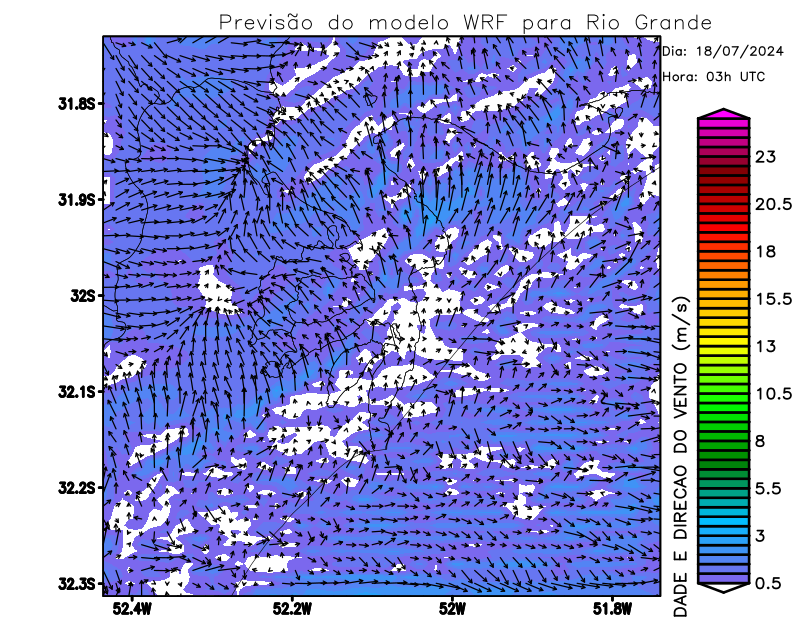 Previsão do modelo WRF para Rio Grande
Dia: 18/07/2024
Hora: 03h UTC
31.8S
31.9S
32S
32.1S
32.2S
32.3S
52.4W
52.2W
52W
51.8W
DADE E DIRECAO DO VENTO (m/s)
23
20.5
18
15.5
13
10.5
8
5.5
3
0.5